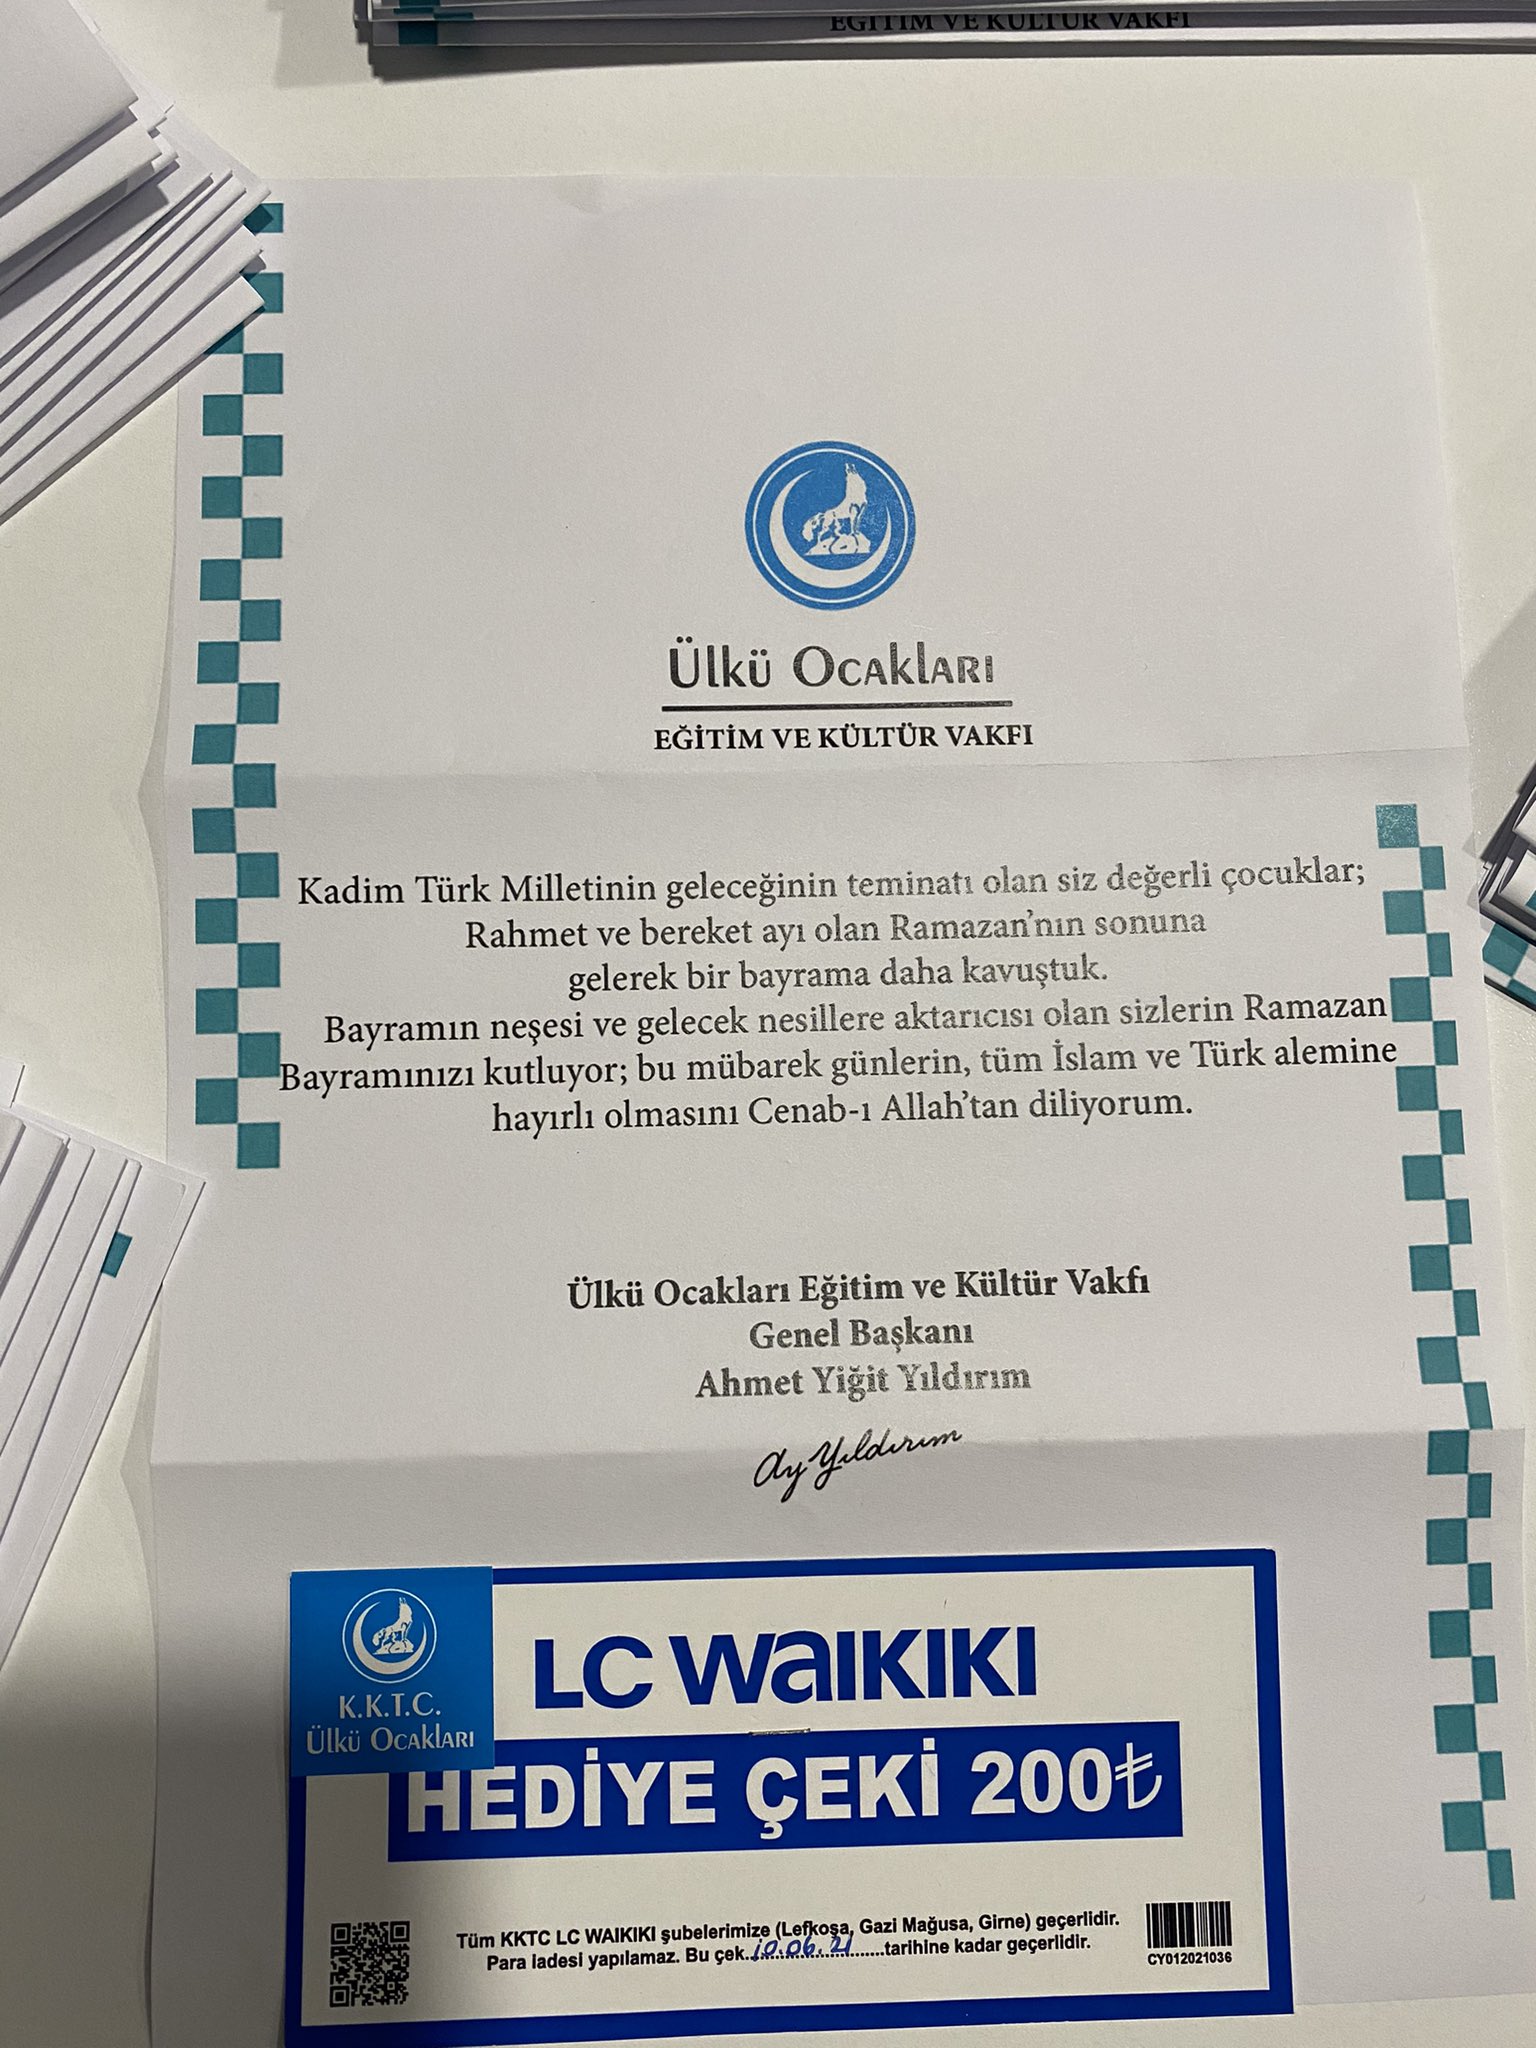 EĞİTİM VE KÜLTÜR VAKFI
ÜLKÜ OCAKLARI
EĞİTİM VE KÜLTÜR VAKFI
Kadim Türk Milletinin geleceğinin teminatı olan siz değerli çocuklar;
Rahmet ve bereket ayı olan Ramazan’nın sonuna
gelerek bir bayrama daha kavuştuk.
Bayramın neşesi ve gelecek nesillere aktarıcısı olan sizlerin Ramazan
Bayramınızı kutluyor; bu mübarek günlerin, tüm İslam ve Türk alemine
hayırlı olmasını Cenab-ı Allah’tan diliyorum.
Ülkü Ocakları Eğitim ve Kültür Vakfı
Genel Başkanı
Ahmet Yiğit Yıldırım
Ay Yıldırım
K.K.T.C.
ÜLKÜ OCAKLARI
LC WAIKIKI
HEDİYE ÇEKİ 200₺
Tüm KKTC LC WAIKIKI şubelerimize (Lefkoşa, Gazi Mağusa, Girne) geçerlidir.
Para iadesi yapılamaz. Bu çek..10.06.21..tarihine kadar geçerlidir.
CY012021036